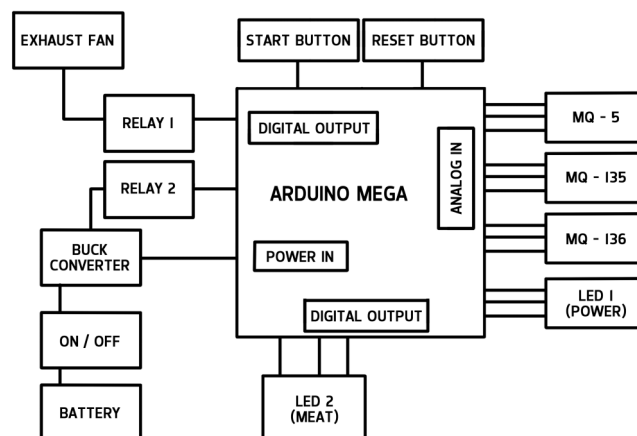 EXHAUST FAN
START BUTTON
RESET BUTTON
RELAY 1
DIGITAL OUTPUT
MQ - 5
ANALOG IN
RELAY 2
ARDUINO MEGA
MQ - 135
BUCK
CONVERTER
POWER IN
MQ - 136
ON / OFF
DIGITAL OUTPUT
LED 1
(POWER)
BATTERY
LED 2
(MEAT)